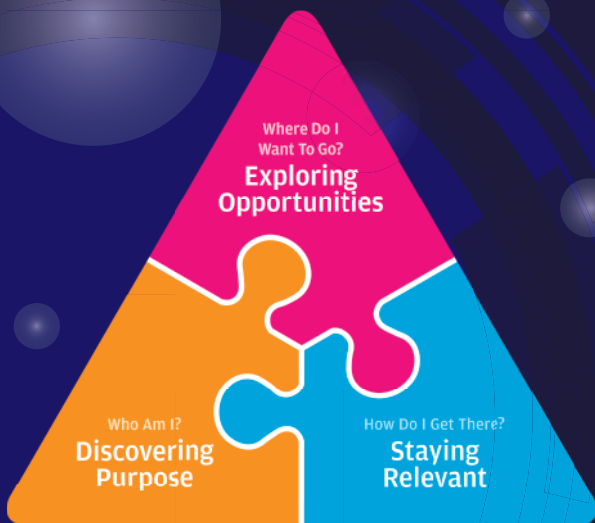 Where Do I
Want To Go?
Exploring
Opportunities
Who Am I?
Discovering
Purpose
How Do I Get There?
Staying
Relevant